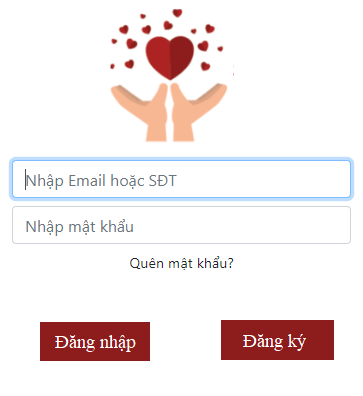 Nhập Email hoặc SĐT
Nhập mật khẩu
Quên mật khẩu?
Đăng nhập
Đăng ký